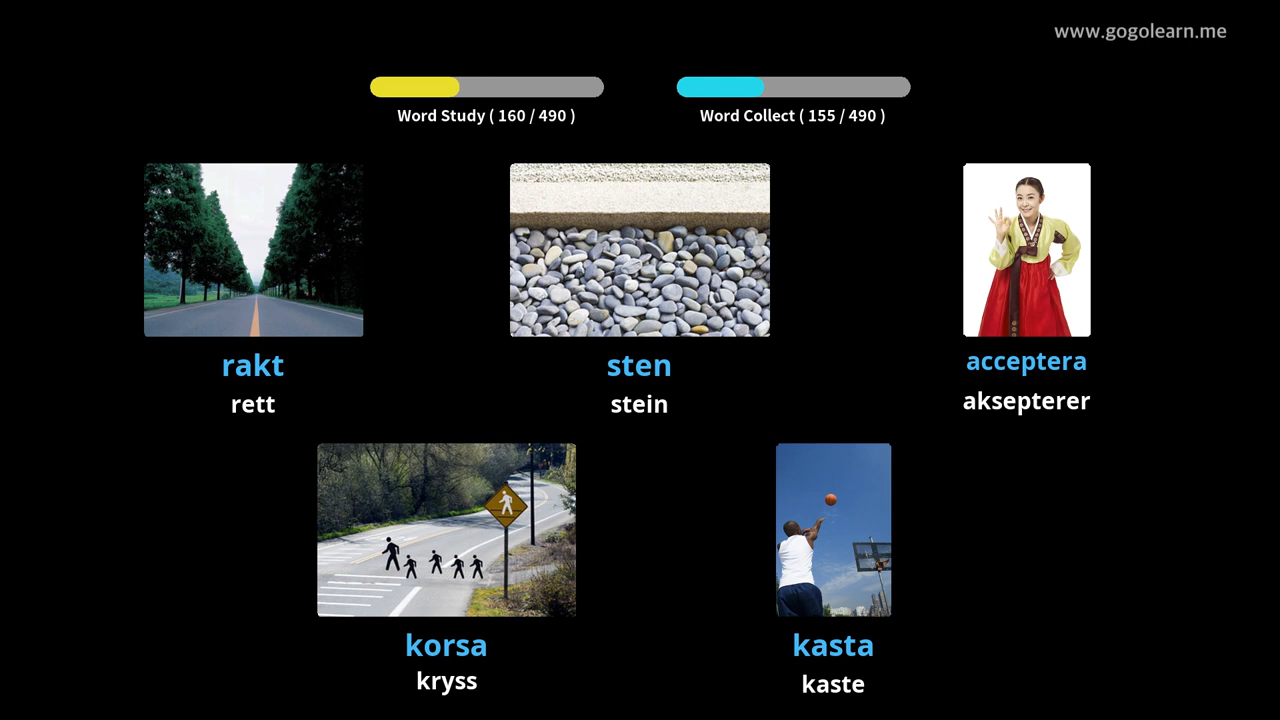 www.gogolearn.me
Word Study ( 160 / 490 )
Word Collect ( 155 / 490 )
rakt
rett
sten
stein
acceptera
aksepterer
korsa
kryss
kasta
kaste